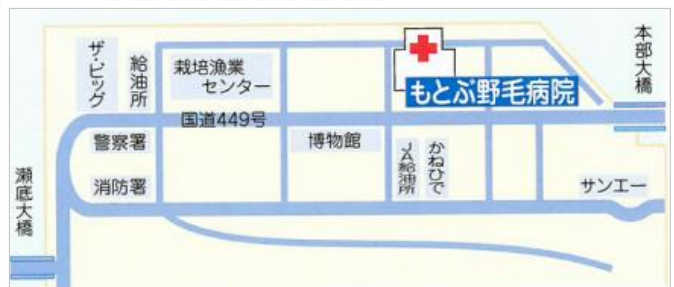 ザ・ビッグ
給油所
栽培漁業
センター
もとぶ野毛病院
本部大橋
国道449号
警察署
博物館
JA給油所
かねひで
消防署
サンエー
瀬底大橋